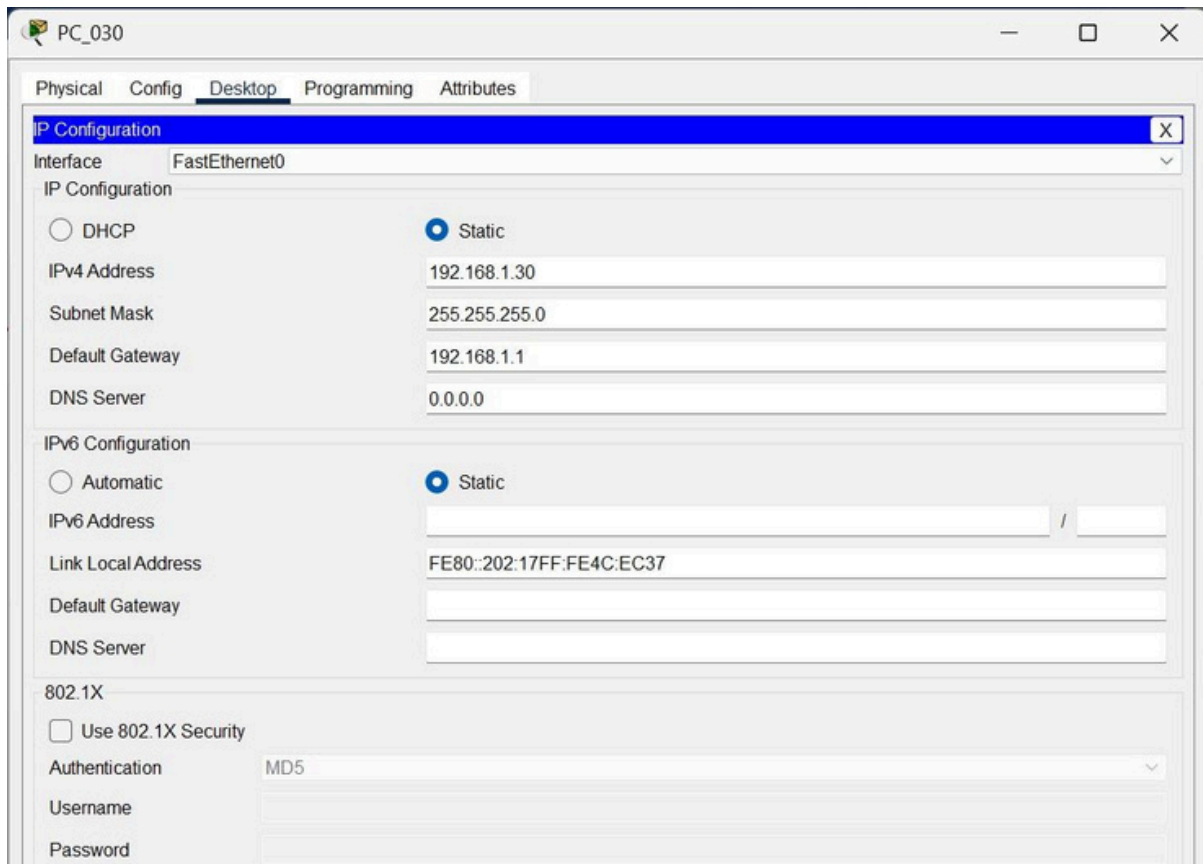 PC_030
Physical Config Desktop Programming Attributes
IP Configuration X
Interface FastEthernet0
IP Configuration
DHCP Static
IPv4 Address 192.168.1.30
Subnet Mask 255.255.255.0
Default Gateway 192.168.1.1
DNS Server 0.0.0.0
IPv6 Configuration
Automatic Static
IPv6 Address /
Link Local Address FE80::202:17FF:FE4C:EC37
Default Gateway
DNS Server
802.1X
Use 802.1X Security
Authentication MD5
Username
Password